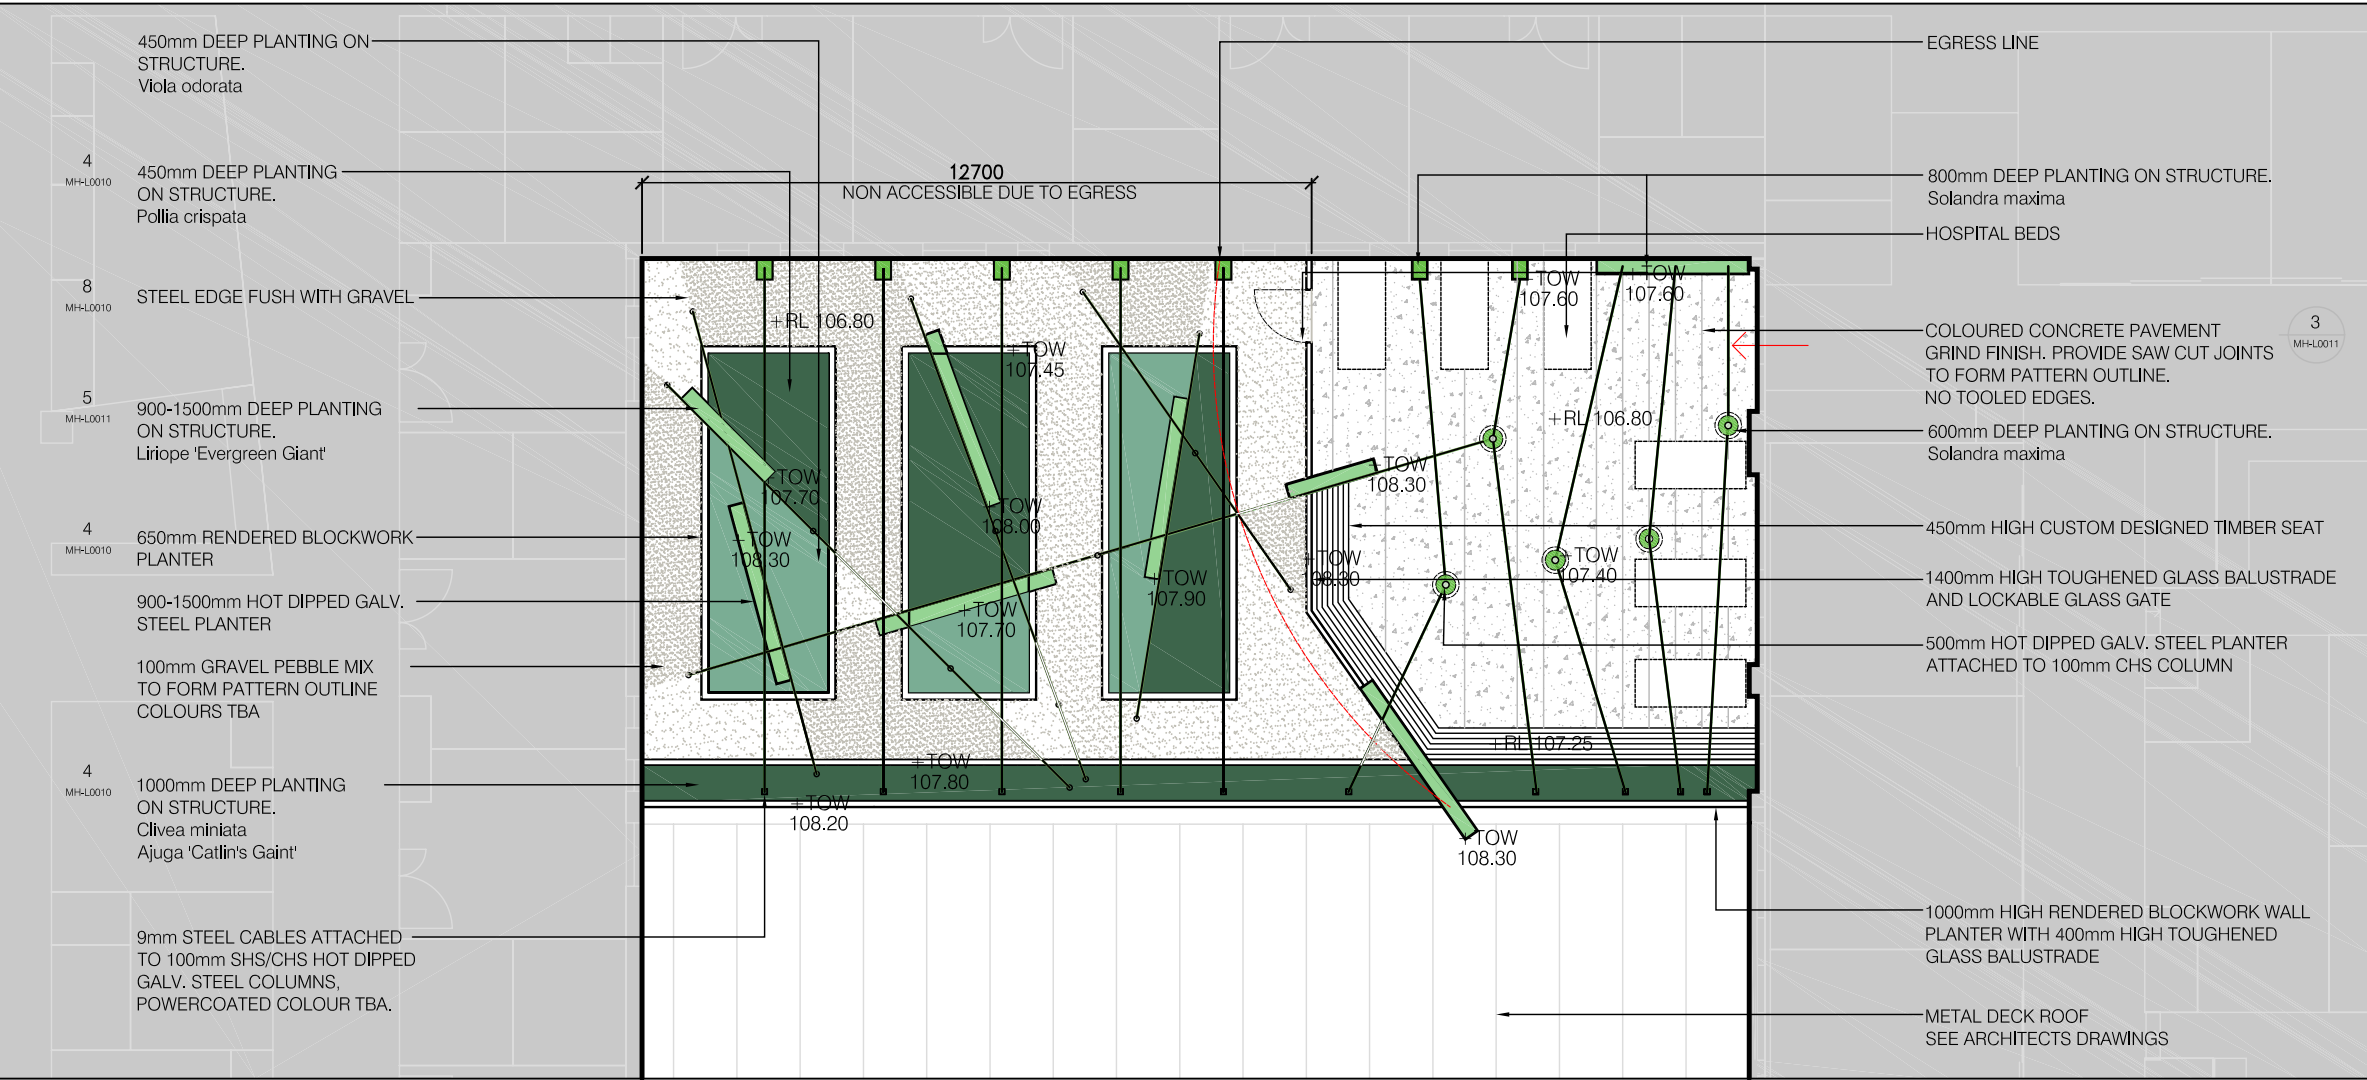 450mm DEEP PLANTING ON
STRUCTURE.
Viola odorata
4
MH-L0010
450mm DEEP PLANTING
ON STRUCTURE.
Pollia crispata
8
MH-L0010
STEEL EDGE FUSH WITH GRAVEL
5
MH-L0011
900-1500mm DEEP PLANTING
ON STRUCTURE.
Liriope 'Evergreen Giant'
4
MH-L0010
650mm RENDERED BLOCKWORK
PLANTER
900-1500mm HOT DIPPED GALV.
STEEL PLANTER
100mm GRAVEL PEBBLE MIX
TO FORM PATTERN OUTLINE
COLOURS TBA
4
MH-L0010
1000mm DEEP PLANTING
ON STRUCTURE.
Clivea miniata
Ajuga 'Catlin's Gaint'
9mm STEEL CABLES ATTACHED
TO 100mm SHS/CHS HOT DIPPED
GALV. STEEL COLUMNS,
POWERCOATED COLOUR TBA.
12700
NON ACCESSIBLE DUE TO EGRESS
+RL 106.80
+TOW
107.45
+TOW
107.70
+TOW
108.00
+TOW
108.30
+TOW
107.70
+TOW
107.90
+TOW
107.80
+TOW
108.20
+TOW
107.60
+TOW
107.60
+RL 106.80
+TOW
108.30
+TOW
108.30
+TOW
107.40
+RL 107.25
+TOW
108.30
EGRESS LINE
800mm DEEP PLANTING ON STRUCTURE.
Solandra maxima
HOSPITAL BEDS
COLOURED CONCRETE PAVEMENT
GRIND FINISH. PROVIDE SAW CUT JOINTS
TO FORM PATTERN OUTLINE.
NO TOOLED EDGES.
3
MH-L0011
600mm DEEP PLANTING ON STRUCTURE.
Solandra maxima
450mm HIGH CUSTOM DESIGNED TIMBER SEAT
1400mm HIGH TOUGHENED GLASS BALUSTRADE
AND LOCKABLE GLASS GATE
500mm HOT DIPPED GALV. STEEL PLANTER
ATTACHED TO 100mm CHS COLUMN
1000mm HIGH RENDERED BLOCKWORK WALL
PLANTER WITH 400mm HIGH TOUGHENED
GLASS BALUSTRADE
METAL DECK ROOF
SEE ARCHITECTS DRAWINGS